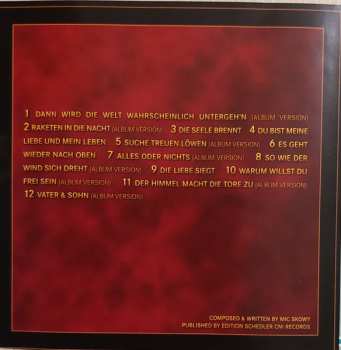 1 DANN WIRD DIE WELT WAHRSCHEINLICH UNTERGEH'N (ALBUM VERSION)
2 RAKETEN IN DIE NACHT (ALBUM VERSION) 3 DIE SEELE BRENNT 4 DU BIST MEINE
LIEBE UND MEIN LEBEN 5 SUCHE TREUEN LÖWEN 6 ES GEHT
WIEDER NACH OBEN 7 ALLES ODER NICHTS (ALBUM VERSION) 8 SO WIE DER
WIND SICH DREHT (ALBUM VERSION) 9 DIE LIEBE SIEGT 10 WARUM WILLST DU
FREI SEIN (ALBUM VERSION) 11 DER HIMMEL MACHT DIE TORE ZU (ALBUM VERSION)
12 VATER & SOHN (ALBUM VERSION)
COMPOSED & WRITTEN BY MIC SKOWY
PUBLISHED BY EDITION SCHEDLER CNI RECORDS